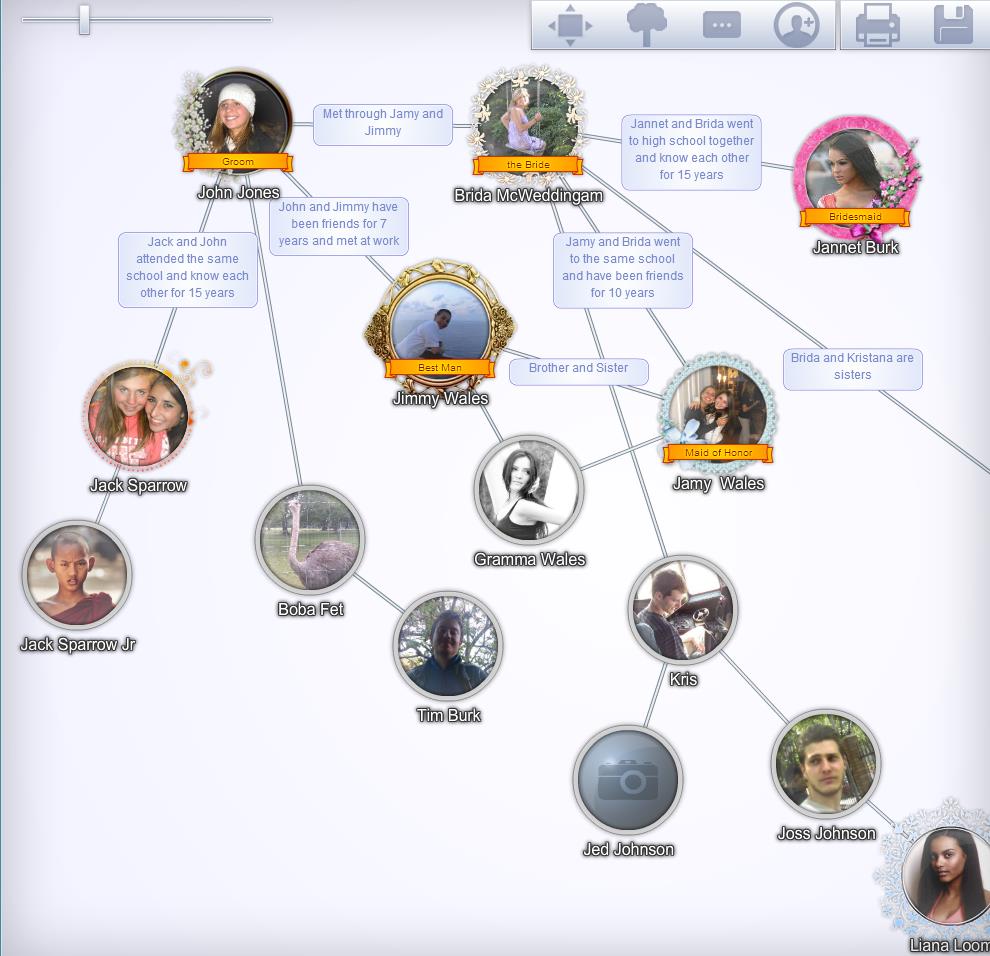 Groom
John Jones
Met through Jamy and
Jimmy
the Bride
Brida McWeddingam
Jannet and Brida went
to high school together
and know each other
for 15 years
Bridesmaid
Jannet Burk
John and Jimmy have
been friends for 7
years and met at work
Jack and John
attended the same
school and know each
other for 15 years
Jamy and Brida went
to the same school
and have been friends
for 10 years
Best Man
Jimmy Wales
Brother and Sister
Brida and Kristana are
sisters
Maid of Honor
Jamy Wales
Jack Sparrow
Gramma Wales
Boba Fet
Jack Sparrow Jr
Kris
Tim Burk
Joss Johnson
Jed Johnson
Liana Loom